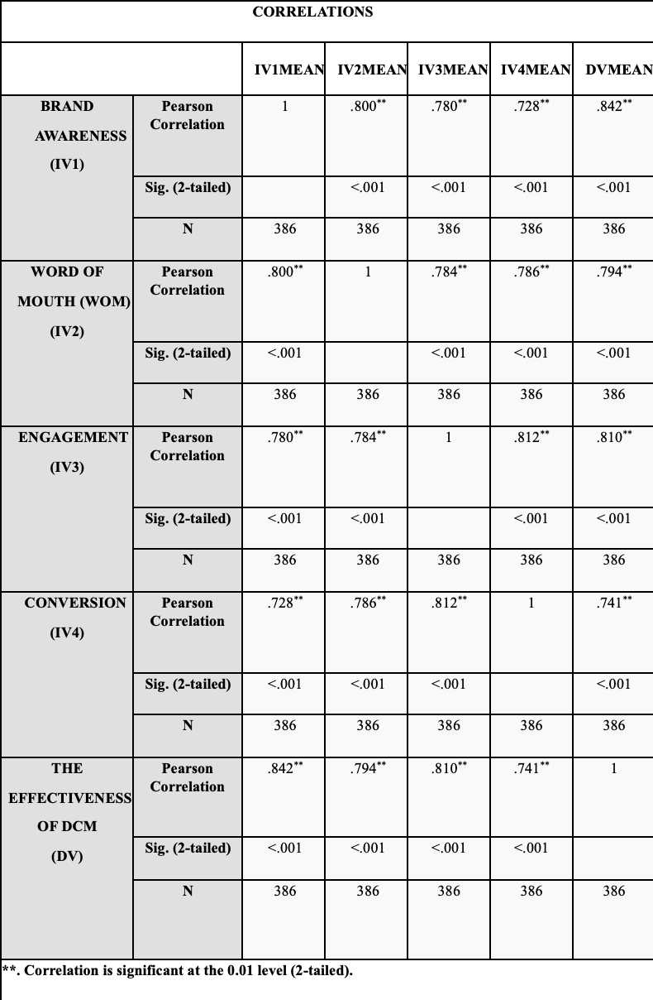 CORRELATIONS
IV1MEAN IV2MEAN IV3MEAN IV4MEAN DVMEAN
BRAND
AWARENESS
(IV1)
Pearson
Correlation
1 .800** .780** .728** .842**
Sig. (2-tailed) <.001 <.001 <.001 <.001
N 386 386 386 386 386
WORD OF
MOUTH (WOM)
(IV2)
Pearson
Correlation
.800** 1 .784** .786** .794**
Sig. (2-tailed) <.001 <.001 <.001 <.001
N 386 386 386 386 386
ENGAGEMENT
(IV3)
Pearson
Correlation
.780** .784** 1 .812** .810**
Sig. (2-tailed) <.001 <.001 <.001 <.001
N 386 386 386 386 386
CONVERSION
(IV4)
Pearson
Correlation
.728** .786** .812** 1 .741**
Sig. (2-tailed) <.001 <.001 <.001 <.001
N 386 386 386 386 386
THE
EFFECTIVENESS
OF DCM
(DV)
Pearson
Correlation
.842** .794** .810** .741** 1
Sig. (2-tailed) <.001 <.001 <.001 <.001
N 386 386 386 386 386
**. Correlation is significant at the 0.01 level (2-tailed).